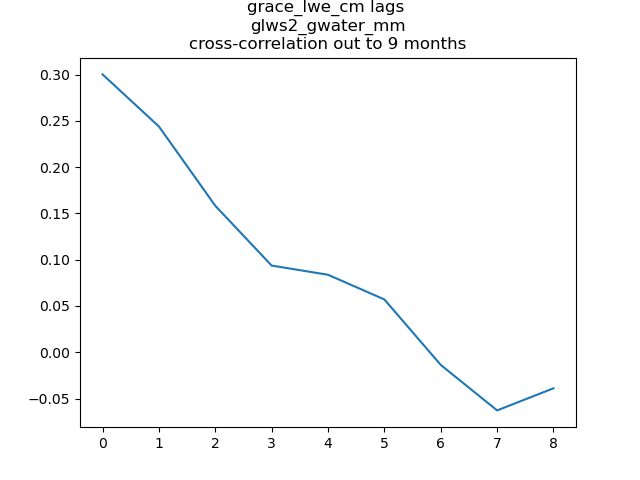 grace_lwe_cm lags
glws2_gwater_mm
cross-correlation out to 9 months
0.30
0.25
0.20
0.15
0.10
0.05
0.00
−0.05
0 1 2 3 4 5 6 7 8